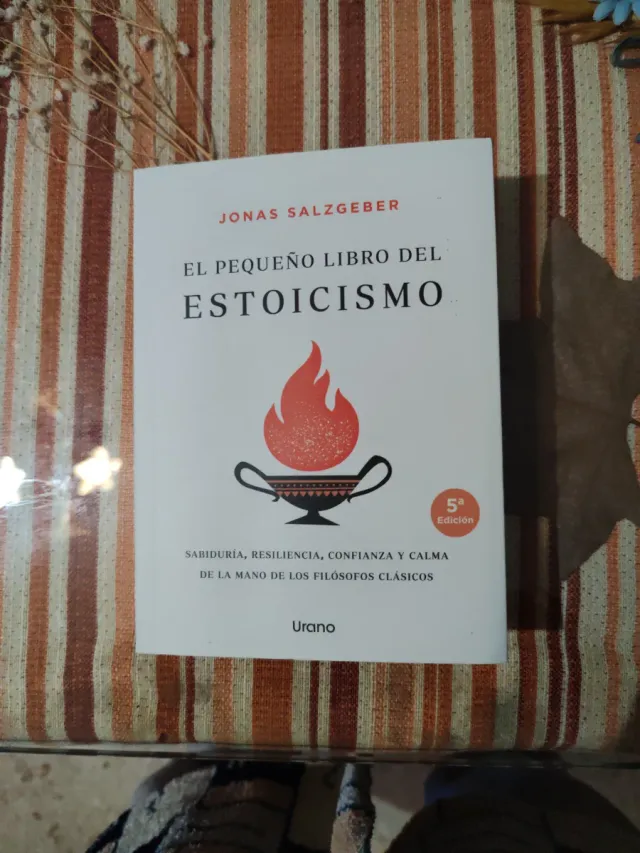 JONAS SALZGEBER
EL PEQUEÑO LIBRO DEL
ESTOICISMO
5ª
Edición
SABIDURÍA, RESILIENCIA, CONFIANZA Y CALMA
DE LA MANO DE LOS FILÓSOFOS CLÁSICOS
Urano